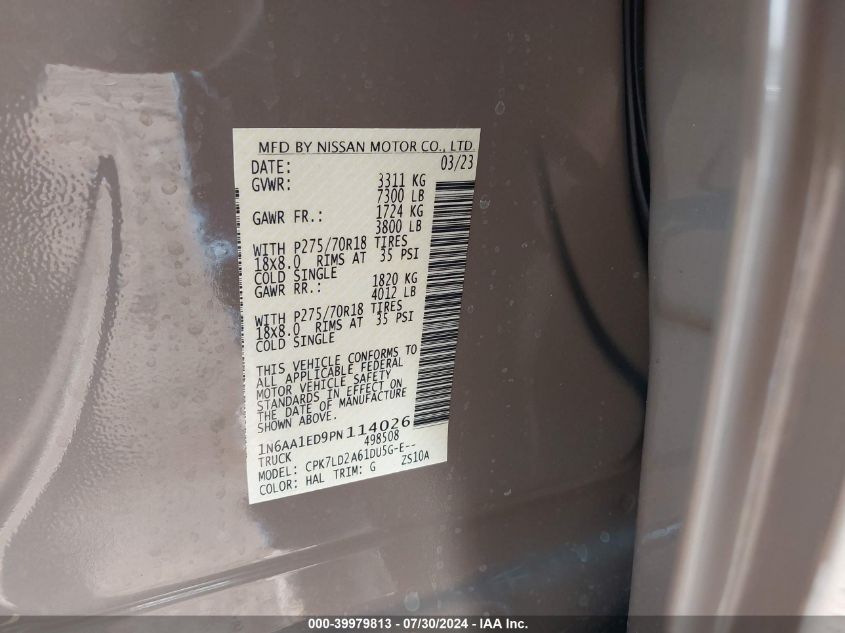 MFD BY NISSAN MOTOR CO., LTD
DATE: 03/23
GVWR: 3311 KG
7300 LB
GAWR FR.: 1724 KG
3800 LB
WITH P275/70R18 TIRES
18X8.0 RIMS AT 35 PSI
COLD SINGLE
GAWR RR.: 1820 KG
4012 LB
WITH P275/70R18 TIRES
18X8.0 RIMS AT 35 PSI
COLD SINGLE
THIS VEHICLE CONFORMS TO
ALL APPLICABLE FEDERAL
MOTOR VEHICLE SAFETY
STANDARDS IN EFFECT ON
THE DATE OF MANUFACTURE
SHOWN ABOVE.
1N6AA1ED9PN114026
TRUCK 498508
MODEL: CPK7LD2A61DU5G-E--
COLOR: HAL TRIM: G ZS10A
000-39979813 - 07/30/2024 - IAA Inc.